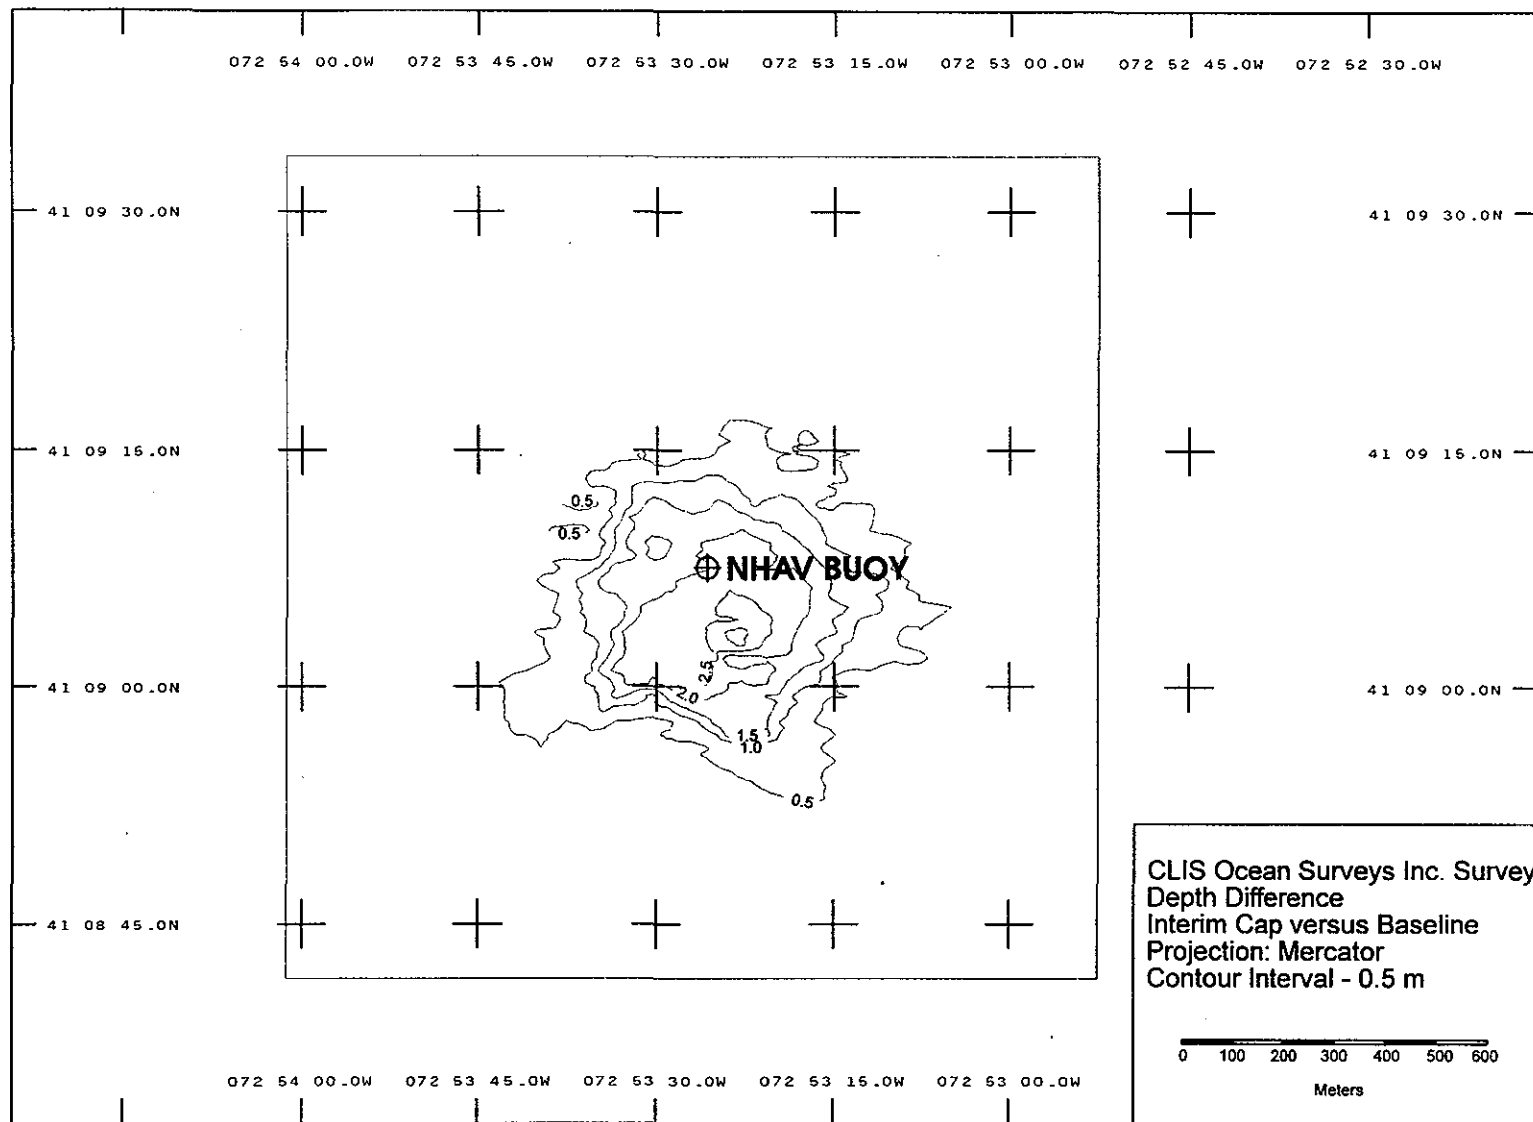 072 54 00.0W 072 53 45.0W 072 53 30.0W 072 53 15.0W 072 53 00.0W 072 52 45.0W 072 52 30.0W
41 09 30.0N 41 09 30.0N
41 09 15.0N 41 09 15.0N
0.5
0.5
NHAV BUOY
2.5
41 09 00.0N 41 09 00.0N
2.0
1.5
1.0
0.5
CLIS Ocean Surveys Inc. Survey
Depth Difference
41 08 45.0N
Interim Cap versus Baseline
Projection: Mercator
Contour Interval - 0.5 m
0 100 200 300 400 500 600
Meters
072 54 00.0W 072 53 45.0W 072 53 30.0W 072 53 15.0W 072 53 00.0W